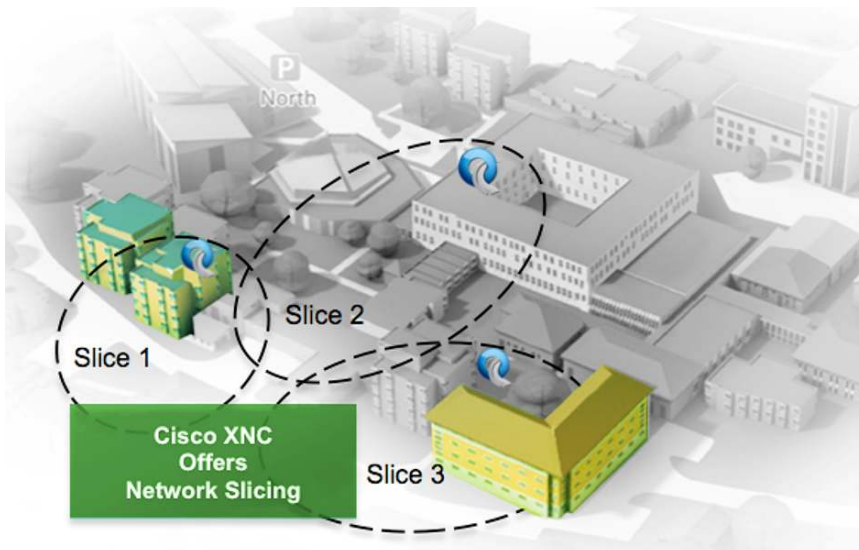 P
North
Slice 2
Slice 1
Cisco XNC
Offers
Network Slicing
Slice 3